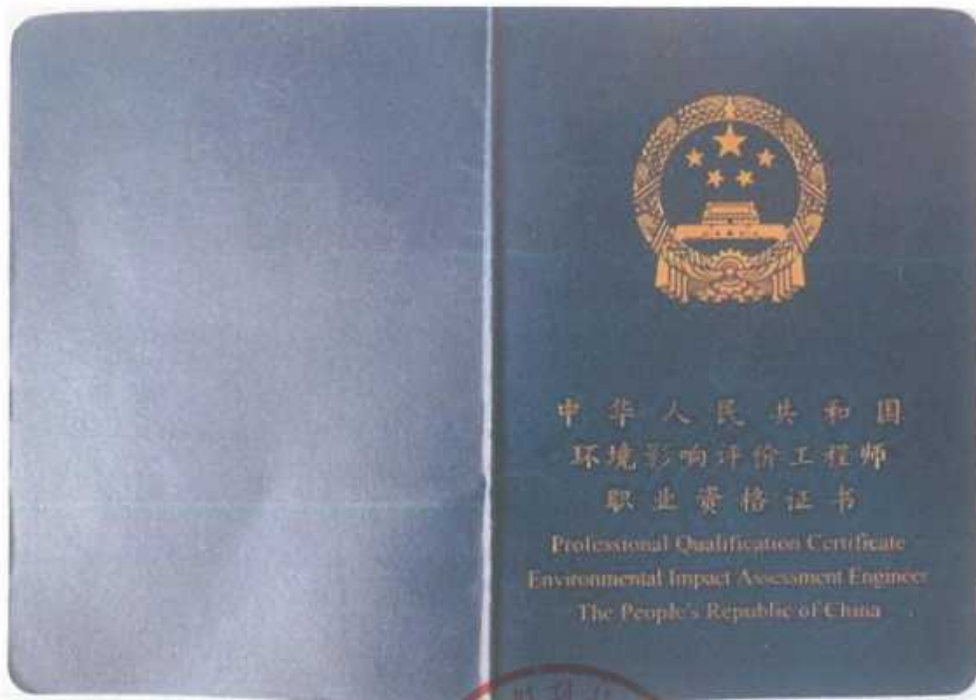 中华人民共和国
环境影响评价工程师
职业资格证书
Professional Qualification Certificate
Environmental Impact Assessment Engineer
The People's Republic of China